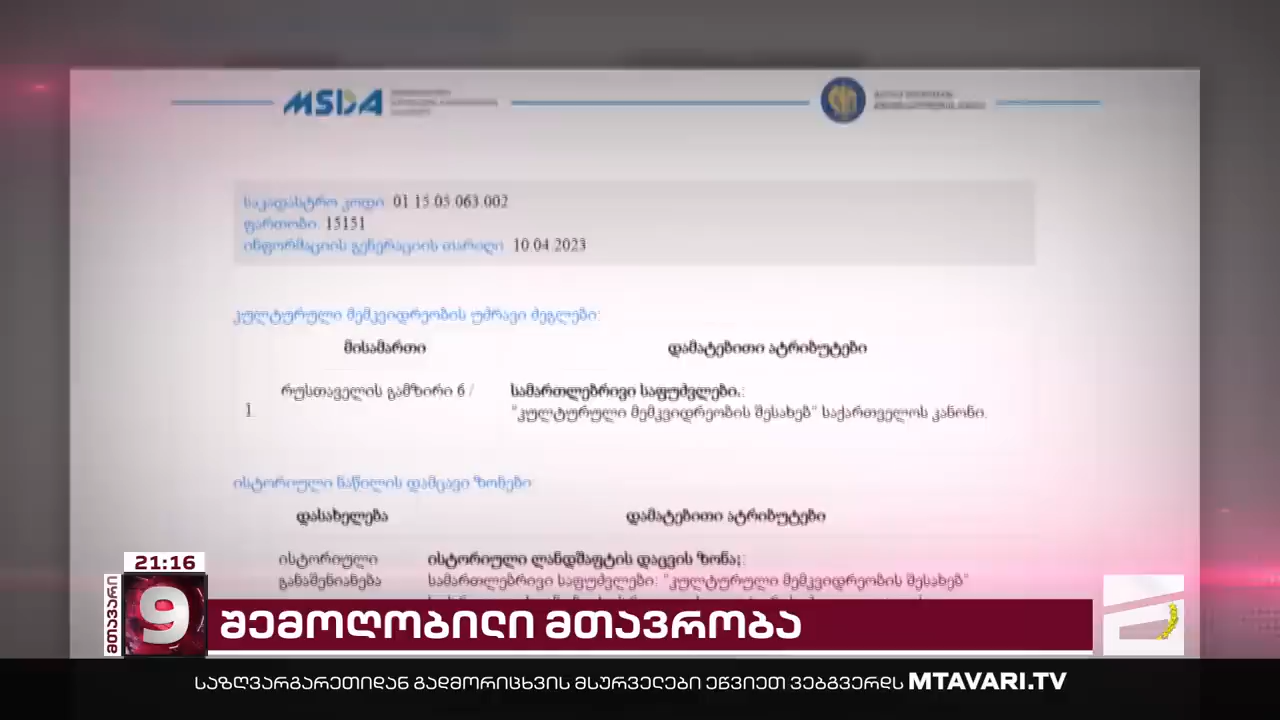 MSDA
საკადასტრო კოდი: 01 15 05 063 002
ფართობი: 15151
ინფორმაციის გენერაციის თარიღი: 10 04 2023
კულტურული მემკვიდრეობის უძრავი ძეგლები:
მისამართი დამატებითი ატრიბუტები
რუსთაველის გამზირი 6 / სამართლებრივი საფუძვლები.:
1 "კულტურული მემკვიდრეობის შესახებ" საქართველოს კანონი.
ისტორიული ნაწილის დამცავი ზონები
დასახელება დამატებითი ატრიბუტები
ისტორიული ისტორიული ლანდშაფტის დაცვის ზონა;:
განაშენიანება სამართლებრივი საფუძვლები: "კულტურული მემკვიდრეობის შესახებ"
21:16
მთავარი 9
შემოღობილი მთავრობა
საზღვარგარეთიდან გადმორიცხვის მსურველები ეწვიეთ ვებგვერდს MTAVARI.TV